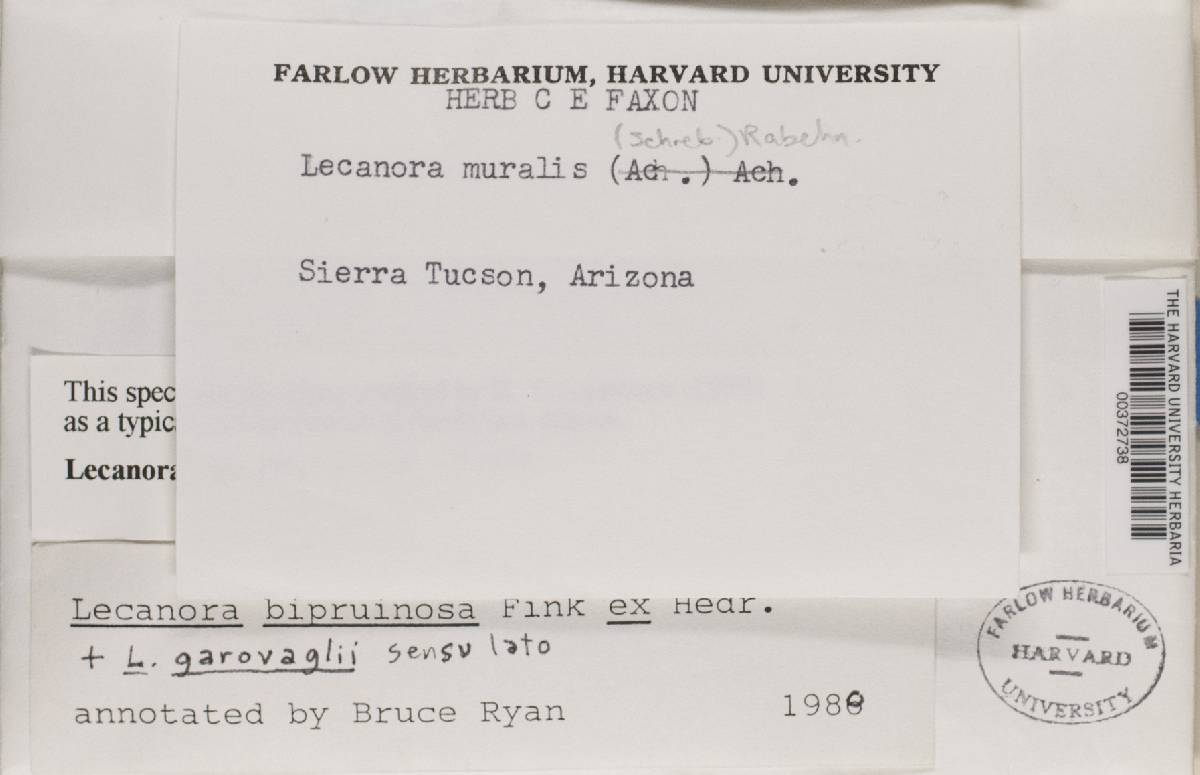 FARLOW HERBARIUM, HARVARD UNIVERSITY
HERB C E FAXON
(Schreb.) Rabehn.
Lecanora muralis (Ach.) Ach.
Sierra Tucson, Arizona
This spec
as a typic
Lecanora
Lecanora bipruinosa Fink ex Hedr.
+ L. garovaglii sensu lato
annotated by Bruce Ryan 198
THE HARVARD UNIVERSITY HERBARIA
00372738
FARLOW HERBARIUM
HARVARD
UNIVERSITY